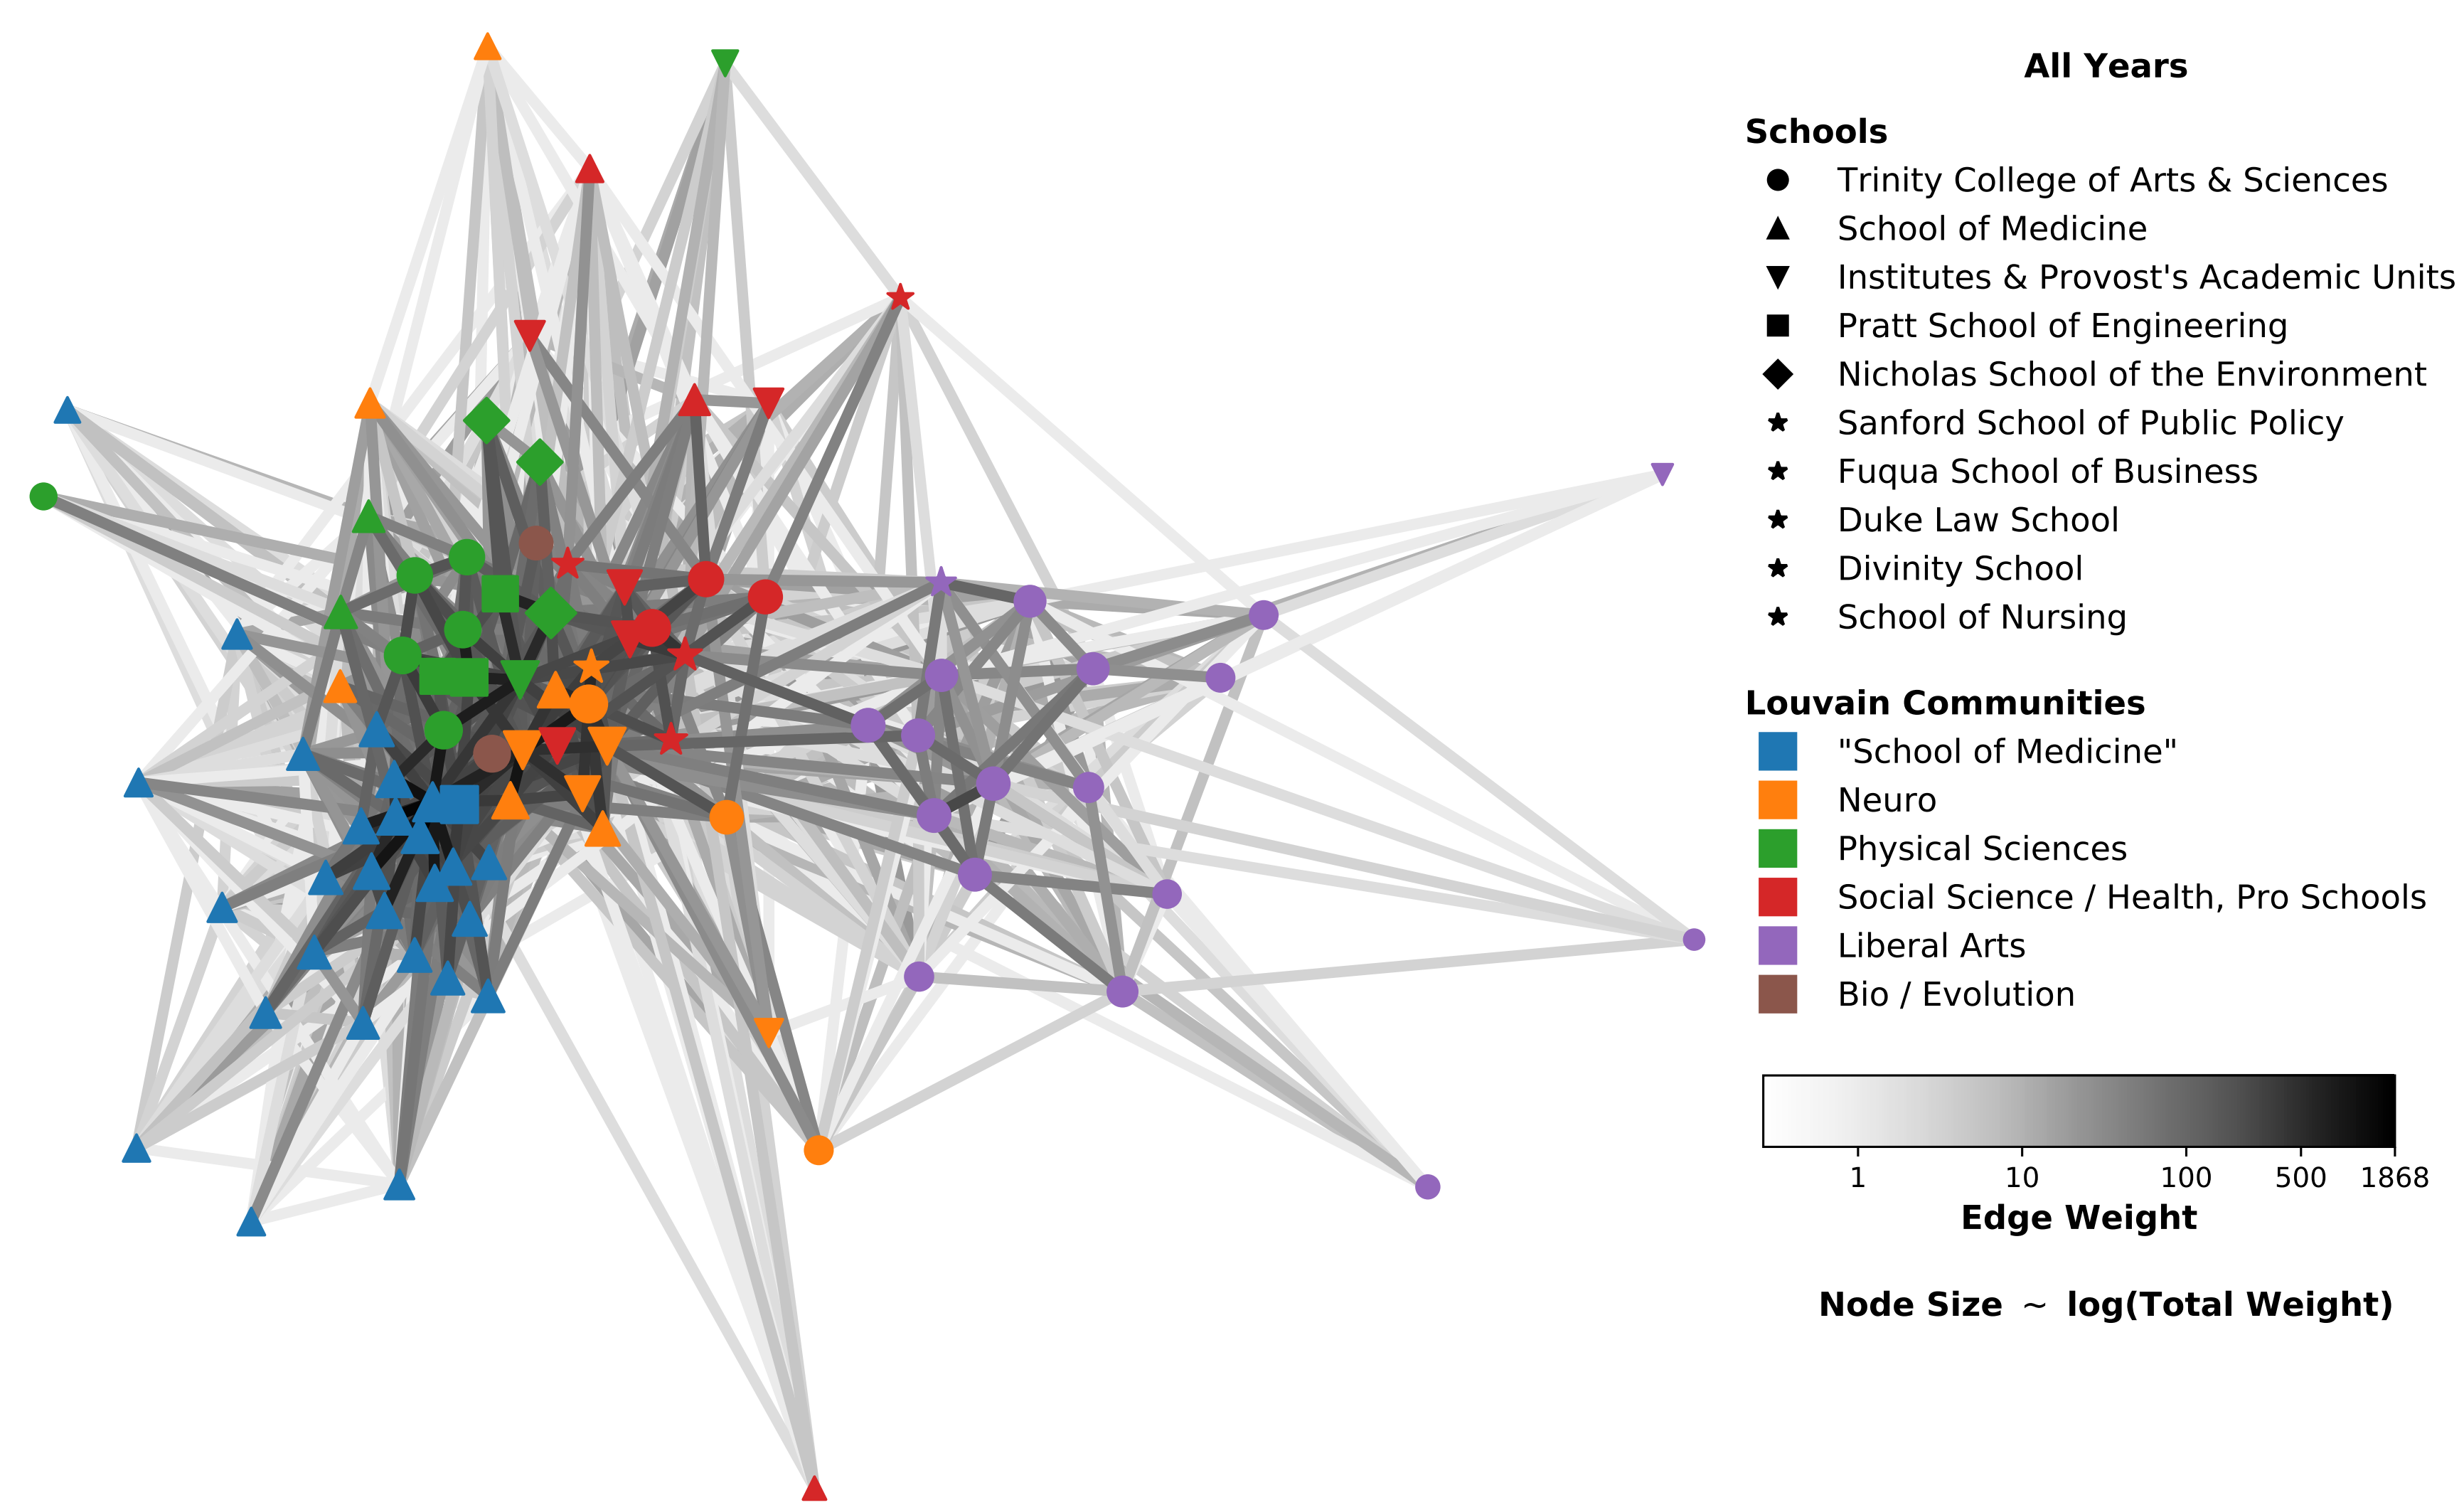 All Years
Schools
Trinity College of Arts & Sciences
School of Medicine
Institutes & Provost's Academic Units
Pratt School of Engineering
Nicholas School of the Environment
Sanford School of Public Policy
Fuqua School of Business
Duke Law School
Divinity School
School of Nursing
Louvain Communities
"School of Medicine"
Neuro
Physical Sciences
Social Science / Health, Pro Schools
Liberal Arts
Bio / Evolution
1 10 100 500 1868
Edge Weight
Node Size ~ log(Total Weight)